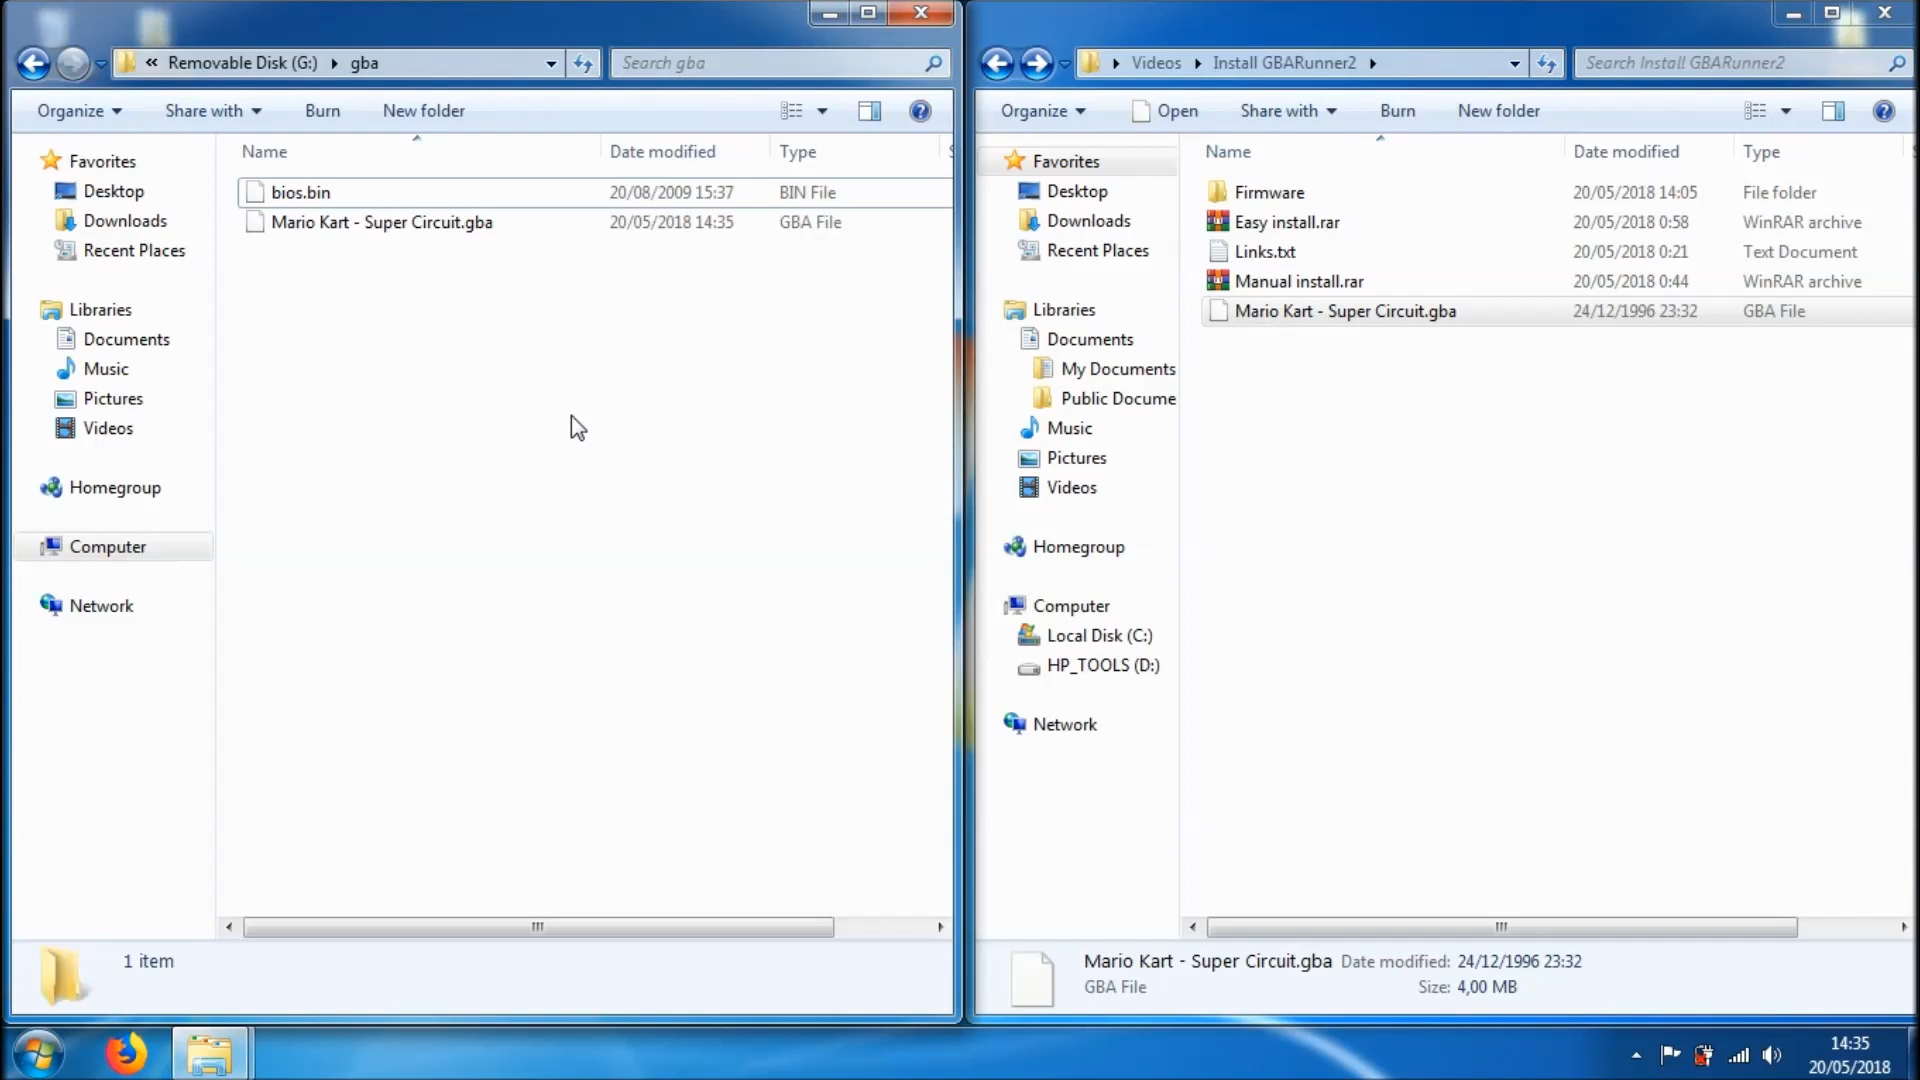 « Removable Disk (G:) gba
Search gba
Organize Share with Burn New folder
Name Date modified Type
Favorites
Desktop
Downloads
Recent Places
Libraries
Documents
Music
Pictures
Videos
Homegroup
Computer
Network
bios.bin 20/08/2009 15:37 BIN File
Mario Kart - Super Circuit.gba 20/05/2018 14:35 GBA File
1 item
Videos Install GBARunner2
Search Install GBARunner2
Organize Open Share with Burn New folder
Name Date modified Type
Favorites
Desktop
Downloads
Recent Places
Libraries
Documents
My Documents
Public Docume
Music
Pictures
Videos
Homegroup
Computer
Local Disk (C:)
HP_TOOLS (D:)
Network
Firmware 20/05/2018 14:05 File folder
Easy install.rar 20/05/2018 0:58 WinRAR archive
Links.txt 20/05/2018 0:21 Text Document
Manual install.rar 20/05/2018 0:44 WinRAR archive
Mario Kart - Super Circuit.gba 24/12/1996 23:32 GBA File
Mario Kart - Super Circuit.gba Date modified: 24/12/1996 23:32
GBA File Size: 4,00 MB
14:35
20/05/2018